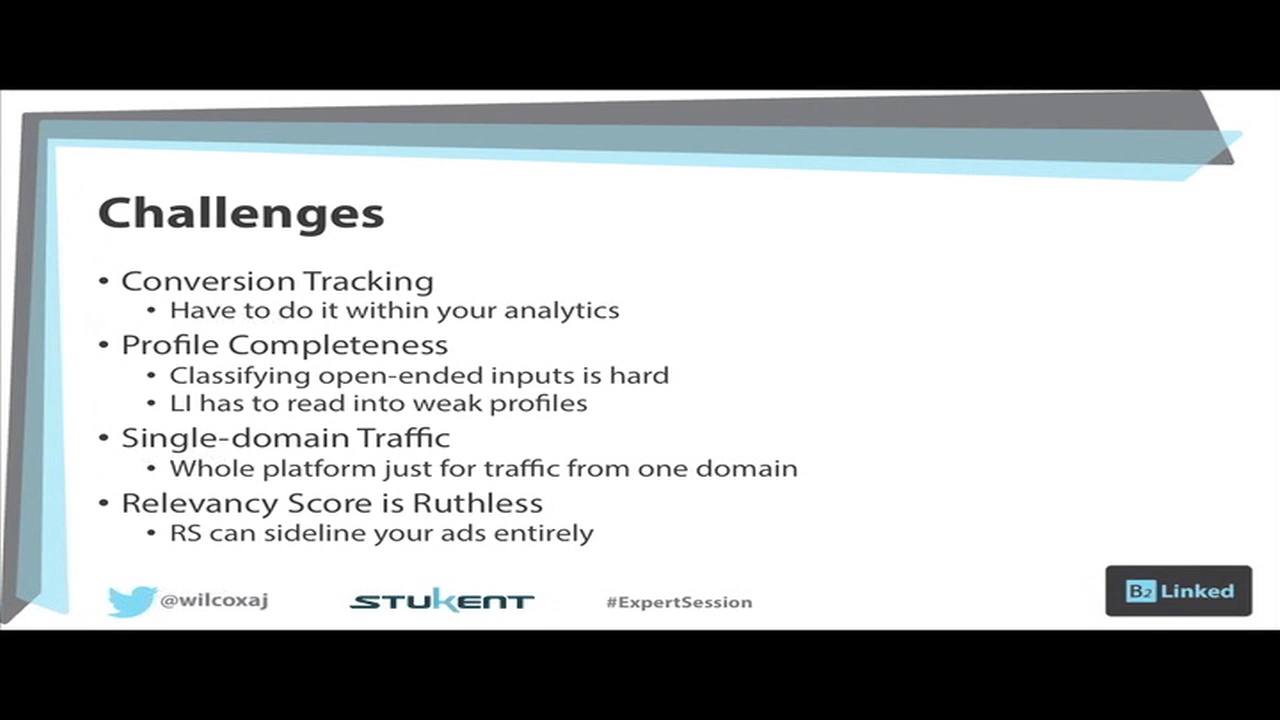 Challenges
• Conversion Tracking
• Have to do it within your analytics
• Profile Completeness
• Classifying open-ended inputs is hard
• LI has to read into weak profiles
• Single-domain Traffic
• Whole platform just for traffic from one domain
• Relevancy Score is Ruthless
• RS can sideline your ads entirely
@wilcoxaj STUKENT #ExpertSession B2 Linked